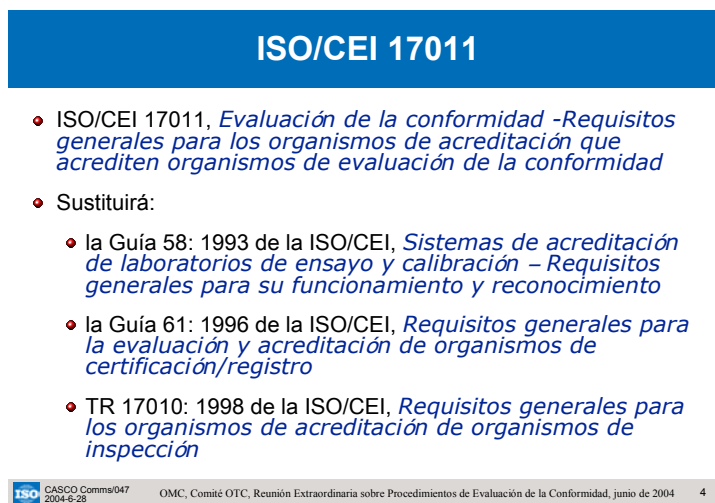 ISO/CEI 17011
ISO/CEI 17011, Evaluación de la conformidad -Requisitos
generales para los organismos de acreditación que
acrediten organismos de evaluación de la conformidad
Sustituirá:
la Guía 58: 1993 de la ISO/CEI, Sistemas de acreditación
de laboratorios de ensayo y calibración – Requisitos
generales para su funcionamiento y reconocimiento
la Guía 61: 1996 de la ISO/CEI, Requisitos generales para
la evaluación y acreditación de organismos de
certificación/registro
TR 17010: 1998 de la ISO/CEI, Requisitos generales para
los organismos de acreditación de organismos de
inspección
ISO
CASCO Comms/047
2004-6-28
OMC, Comité OTC, Reunión Extraordinaria sobre Procedimientos de Evaluación de la Conformidad, junio de 2004
4